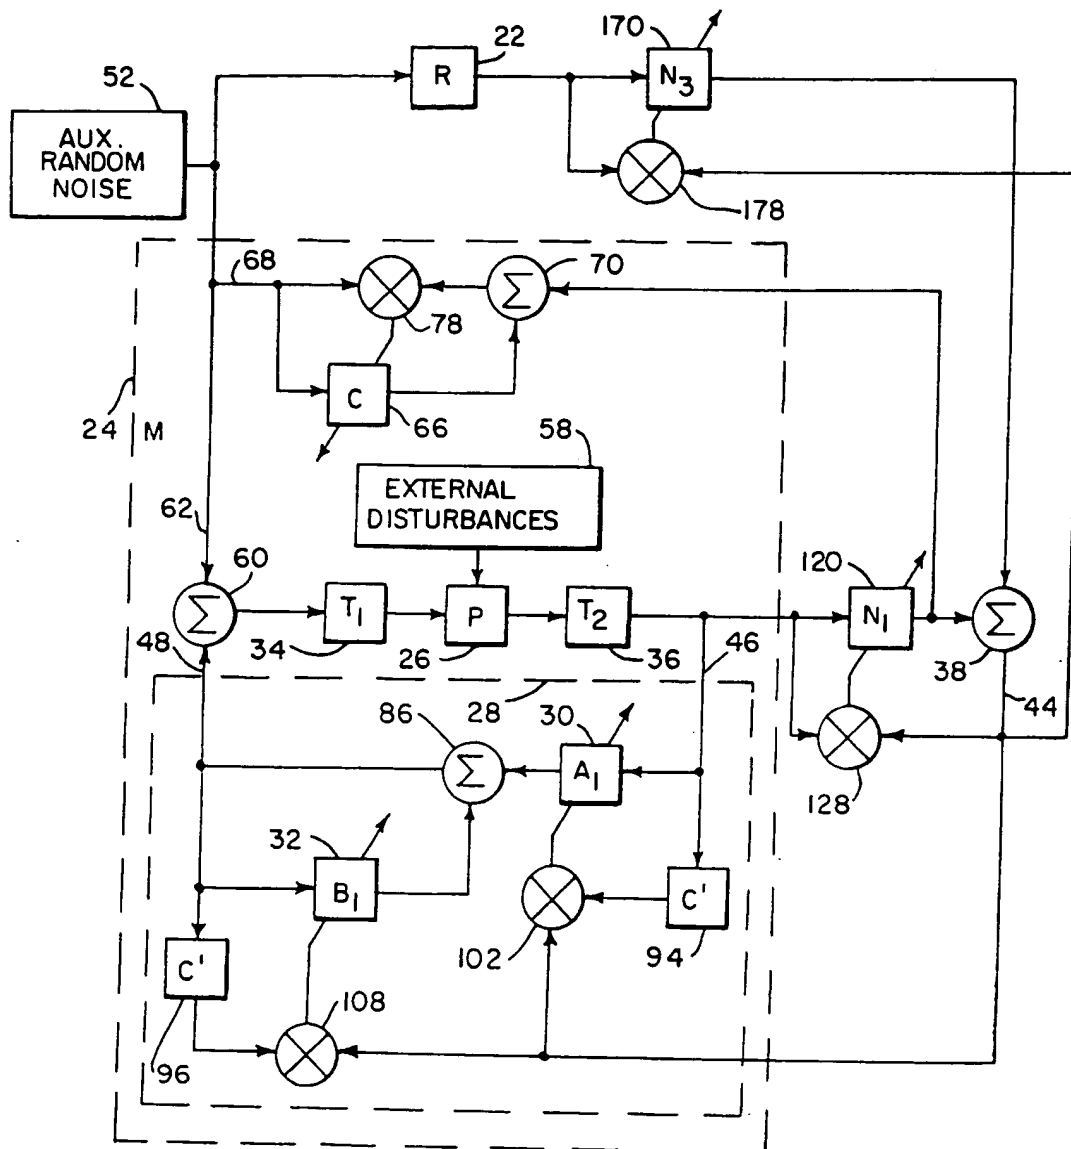 170
22
52
R
N3
AUX.
RANDOM
NOISE
178
68
70
Σ
78
C
24
M
66
58
EXTERNAL
DISTURBANCES
62
60
120
Σ
T1
P
T2
N1
Σ
48
34
26
36
46
38
28
30
44
86
Σ
A1
128
32
B1
C'
102
94
C'
108
96